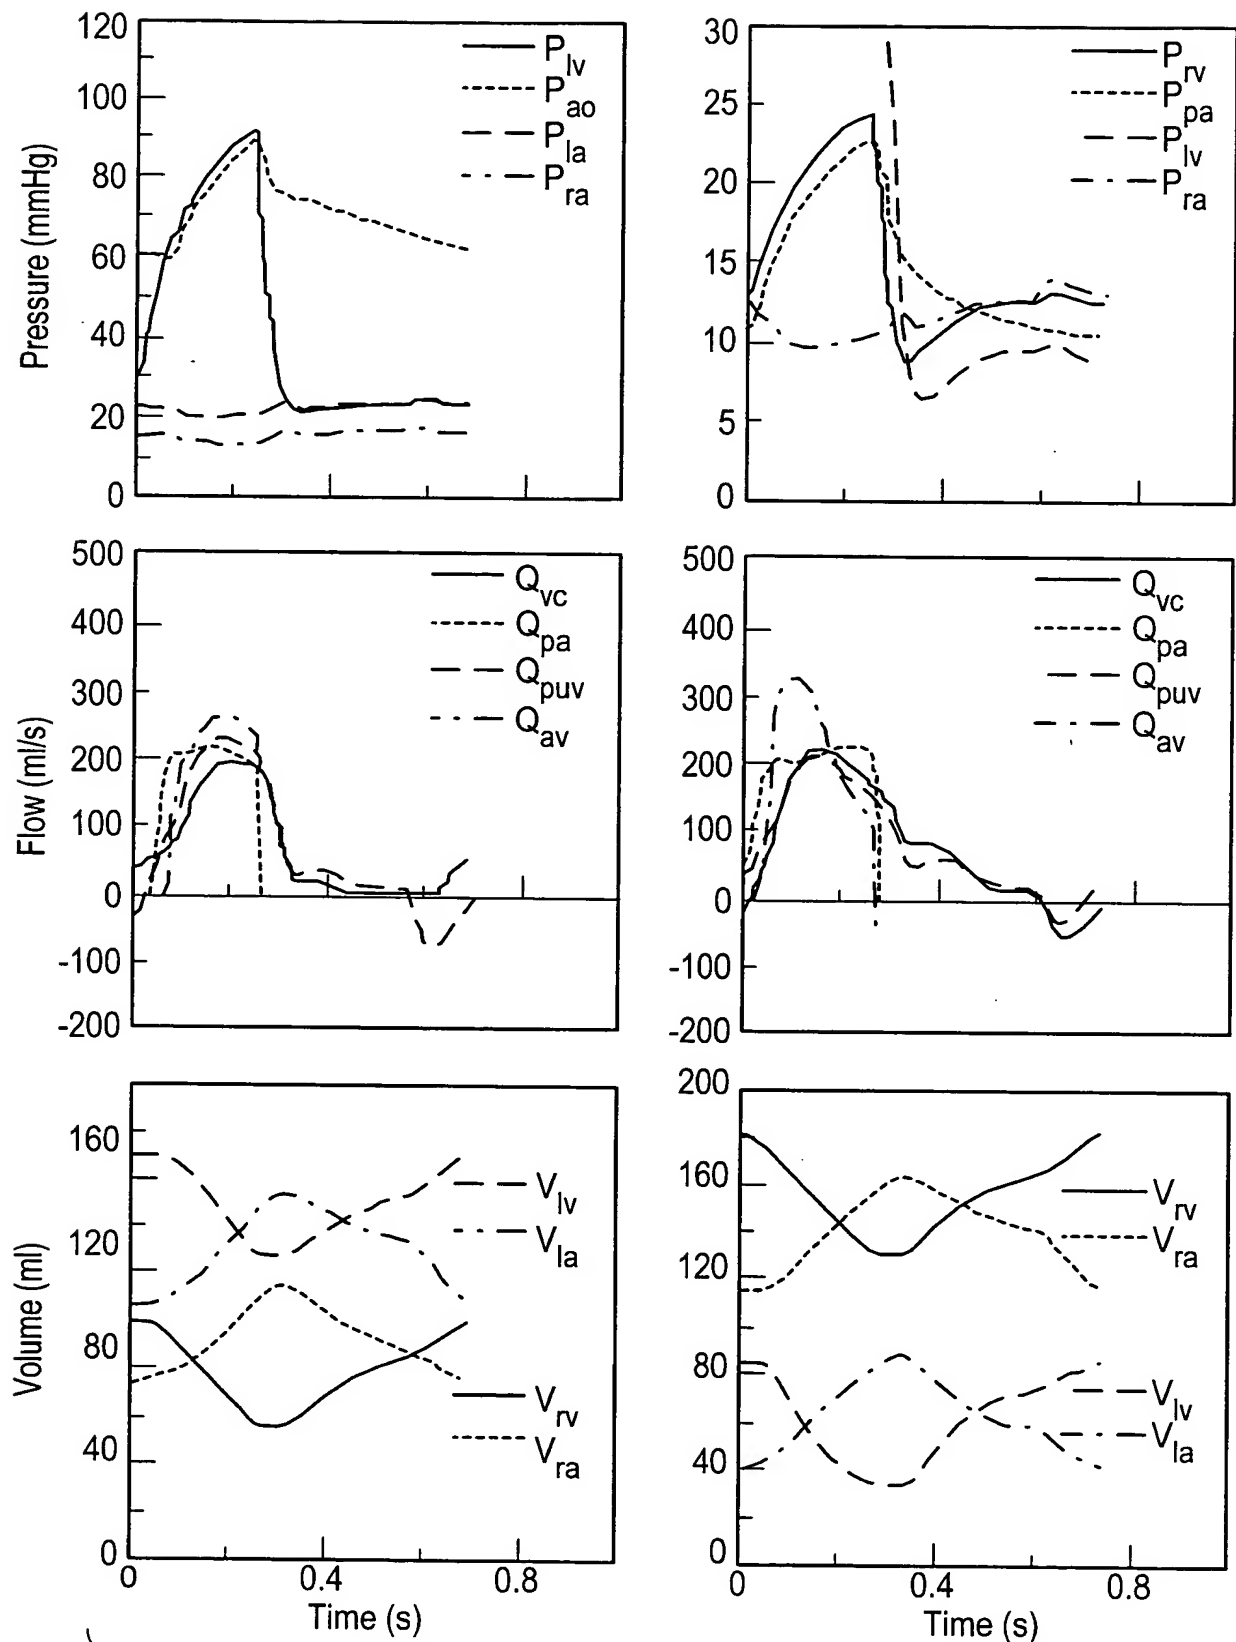 120
100
80
60
40
20
0
Pressure (mmHg)
P_lv
P_ao
P_la
P_ra
30
25
20
15
10
5
0
P_rv
P_pa
P_lv
P_ra
500
400
300
200
100
0
-100
-200
Flow (ml/s)
Q_vc
Q_pa
Q_puv
Q_av
500
400
300
200
100
0
-100
-200
Q_vc
Q_pa
Q_puv
Q_av
160
120
80
40
0
Volume (ml)
V_lv
V_la
V_rv
V_ra
0 0.4 0.8
Time (s)
200
160
120
80
40
0
V_rv
V_ra
V_lv
V_la
0 0.4 0.8
Time (s)